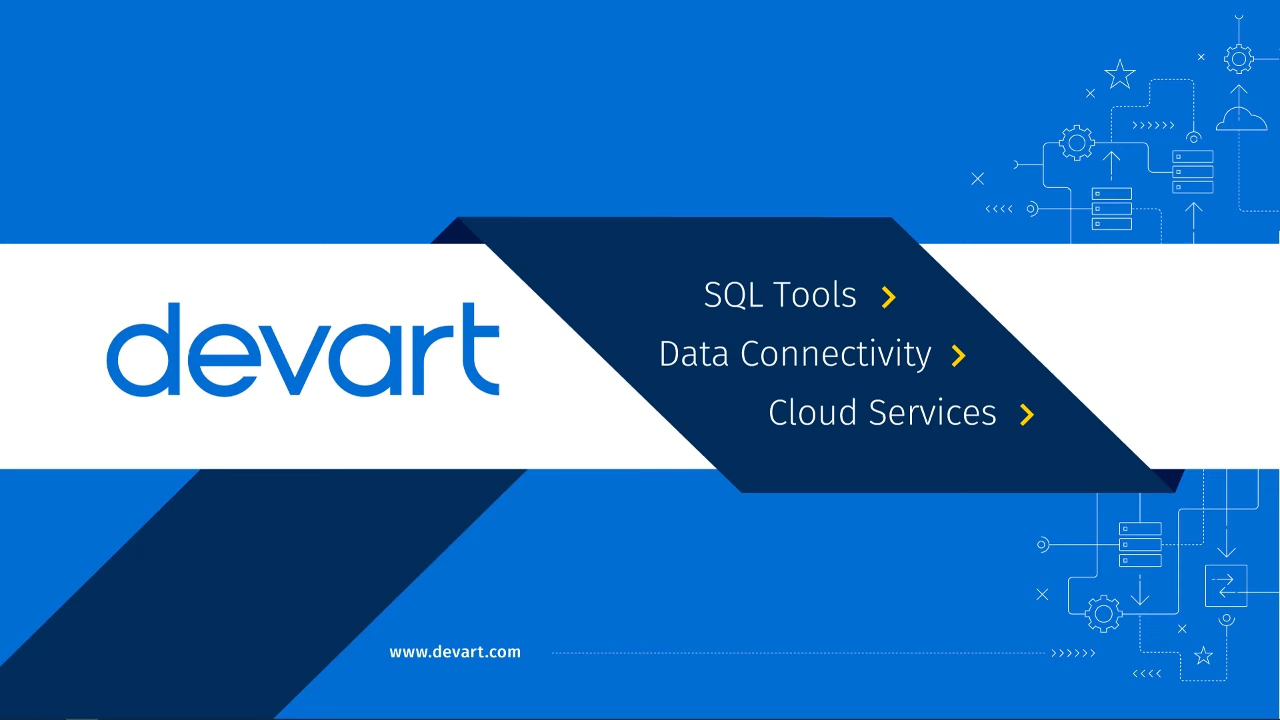 devart
SQL Tools
Data Connectivity
Cloud Services
www.devart.com